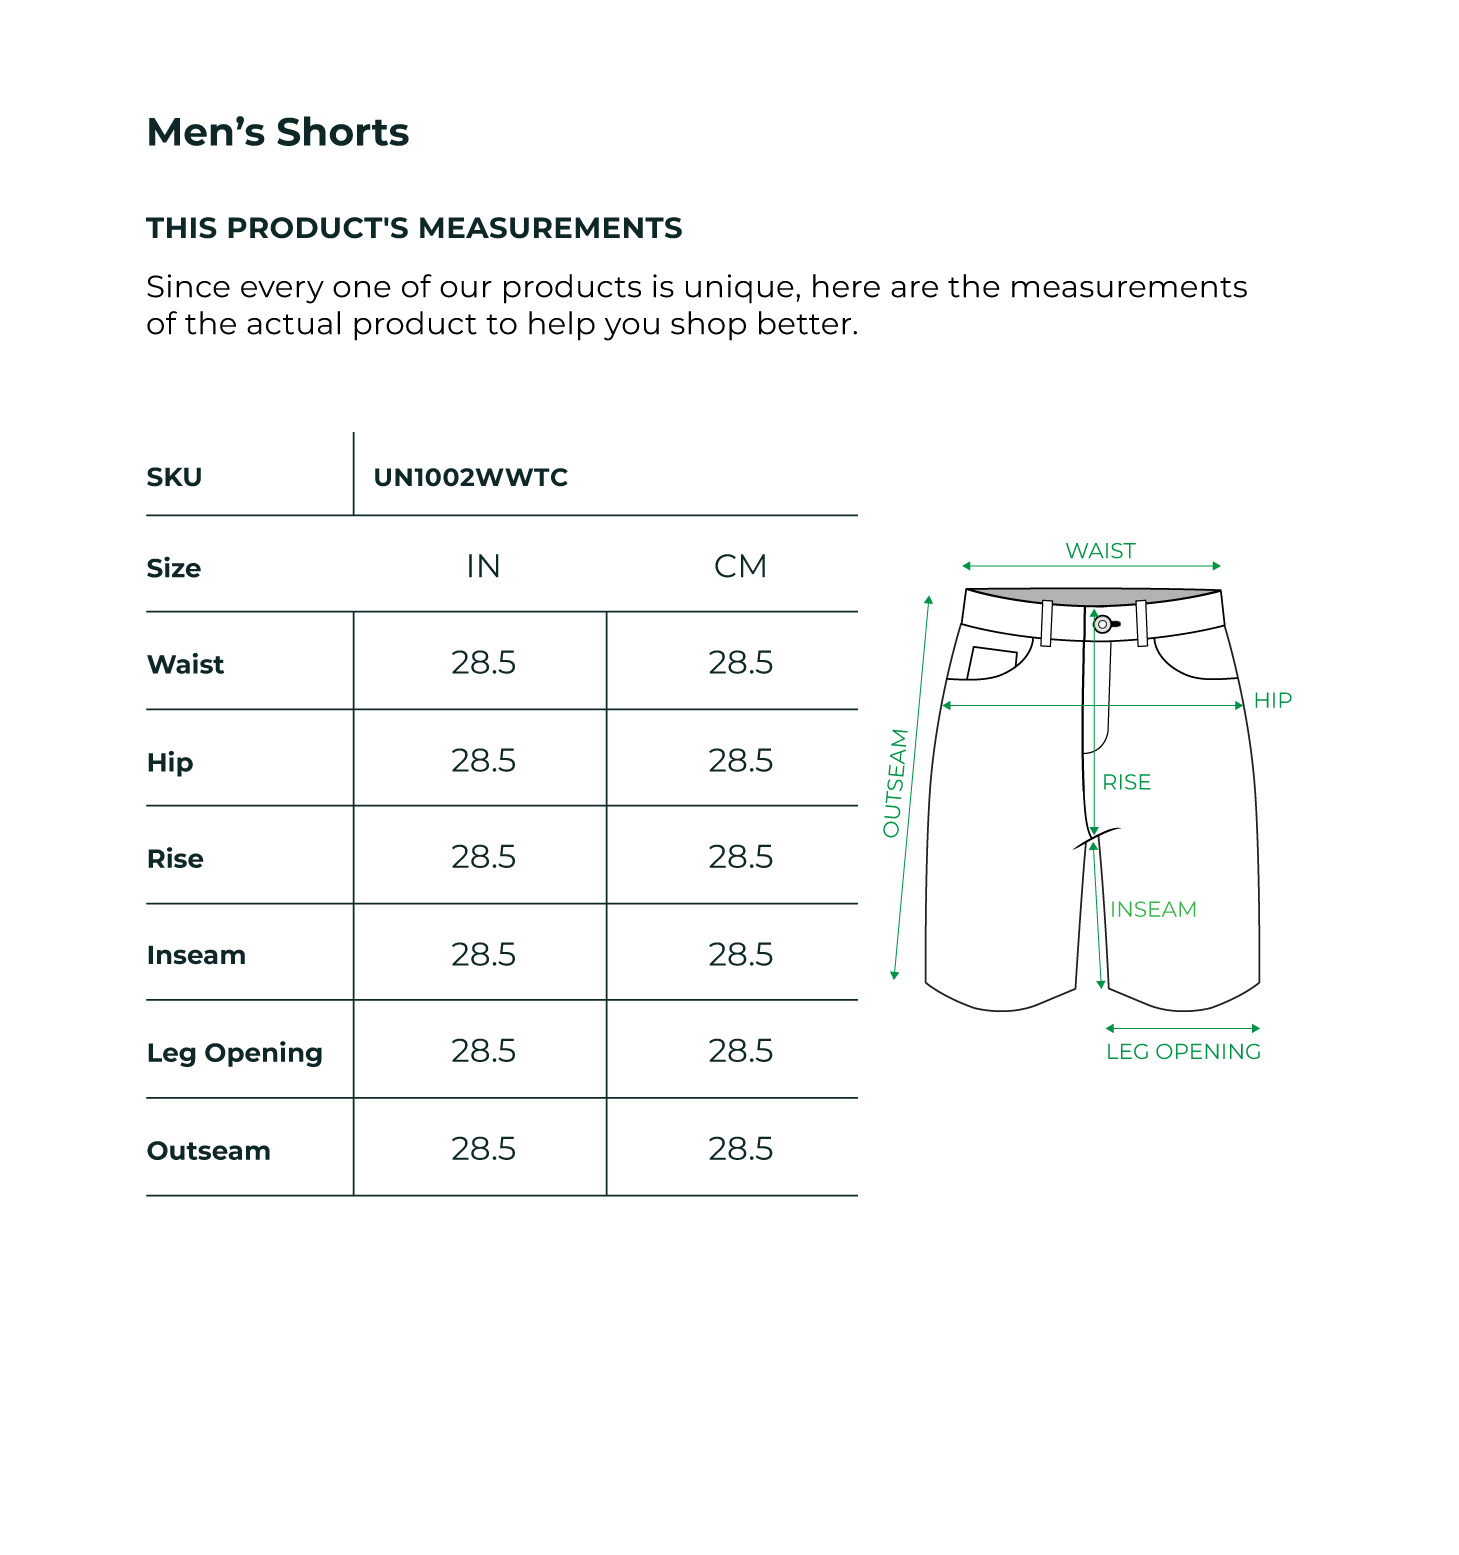 Men’s Shorts
THIS PRODUCT'S MEASUREMENTS
Since every one of our products is unique, here are the measurements
of the actual product to help you shop better.
SKU UN1002WWTC
Size IN CM
Waist 28.5 28.5
Hip 28.5 28.5
Rise 28.5 28.5
Inseam 28.5 28.5
Leg Opening 28.5 28.5
Outseam 28.5 28.5
WAIST
HIP
OUTSEAM
RISE
INSEAM
LEG OPENING